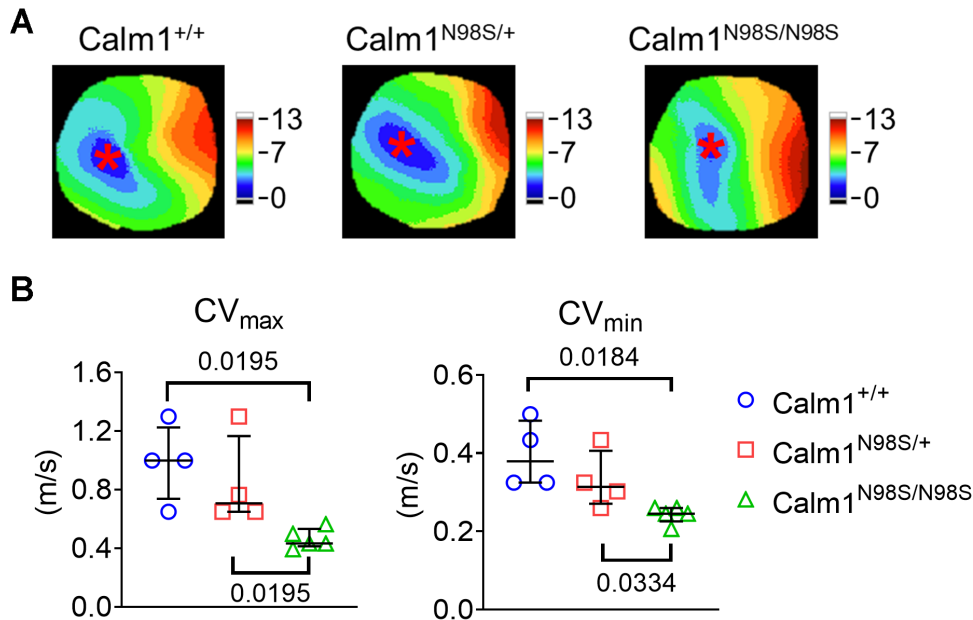 A
Calm1+/+ Calm1N98S/+ Calm1N98S/N98S
-13 -13 -13
-7 -7 -7
-0 -0 -0
*
*
*
B
CVmax
0.0195
1.6
1.2
0.8
0.4
0.0
(m/s)
0.0195
CVmin
0.0184
0.6
0.4
0.2
0.0
(m/s)
0.0334
Calm1+/+
Calm1N98S/+
Calm1N98S/N98S